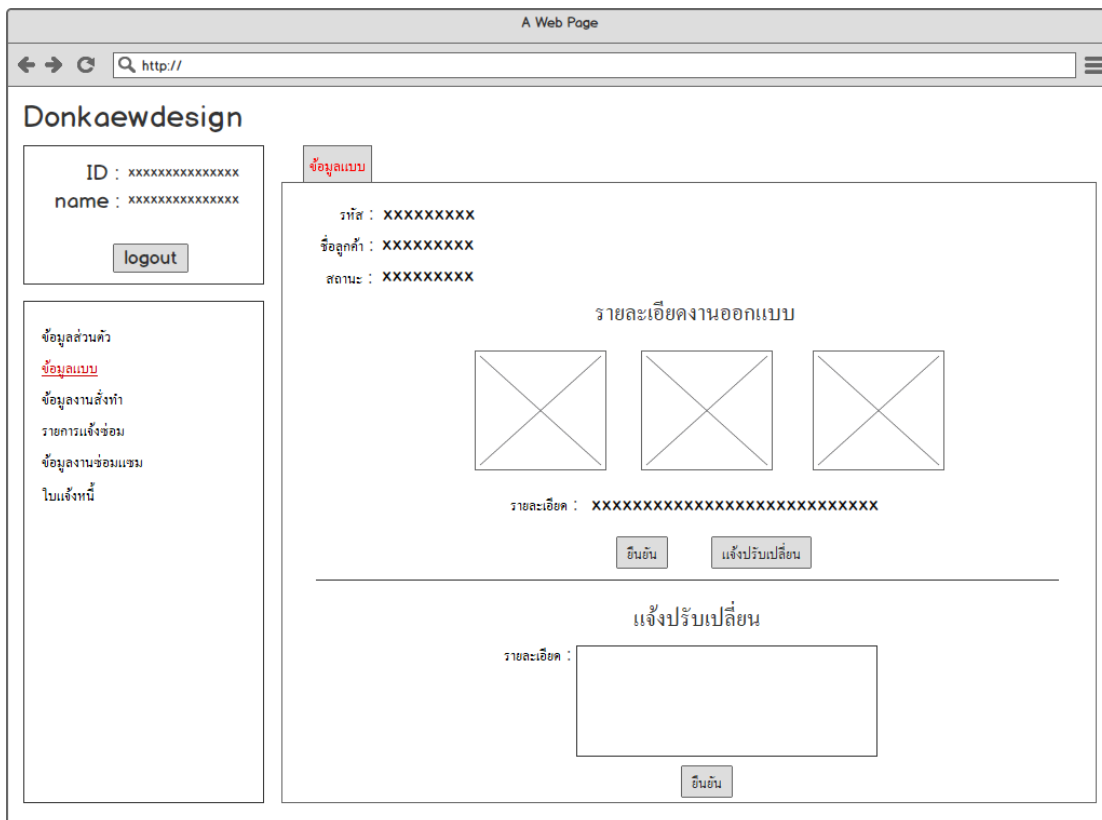 A Web Page
http://
Donkaewdesign
ID : xxxxxxxxxxxxxxx
name : xxxxxxxxxxxxxxx
logout
ข้อมูลส่วนตัว
ข้อมูลแบบ
ข้อมูลงานสั่งทำ
รายการแจ้งซ่อม
ข้อมูลงานซ่อมแซม
ใบแจ้งหนี้
ข้อมูลแบบ
รหัส : xxxxxxxxx
ชื่อลูกค้า : xxxxxxxxx
สถานะ : xxxxxxxxx
รายละเอียดงานออกแบบ
รายละเอียด : xxxxxxxxxxxxxxxxxxxxxxxxxxxx
ยืนยัน แจ้งปรับเปลี่ยน
แจ้งปรับเปลี่ยน
รายละเอียด :
ยืนยัน